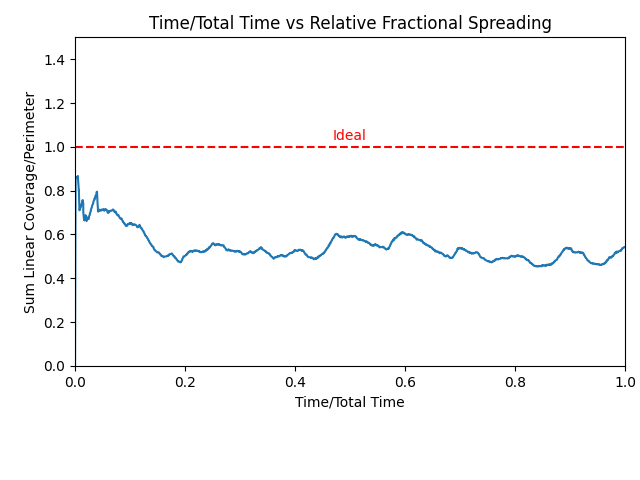 Time/Total Time vs Relative Fractional Spreading
Sum Linear Coverage/Perimeter
1.4
1.2
1.0
0.8
0.6
0.4
0.2
0.0
Ideal
0.0 0.2 0.4 0.6 0.8 1.0
Time/Total Time